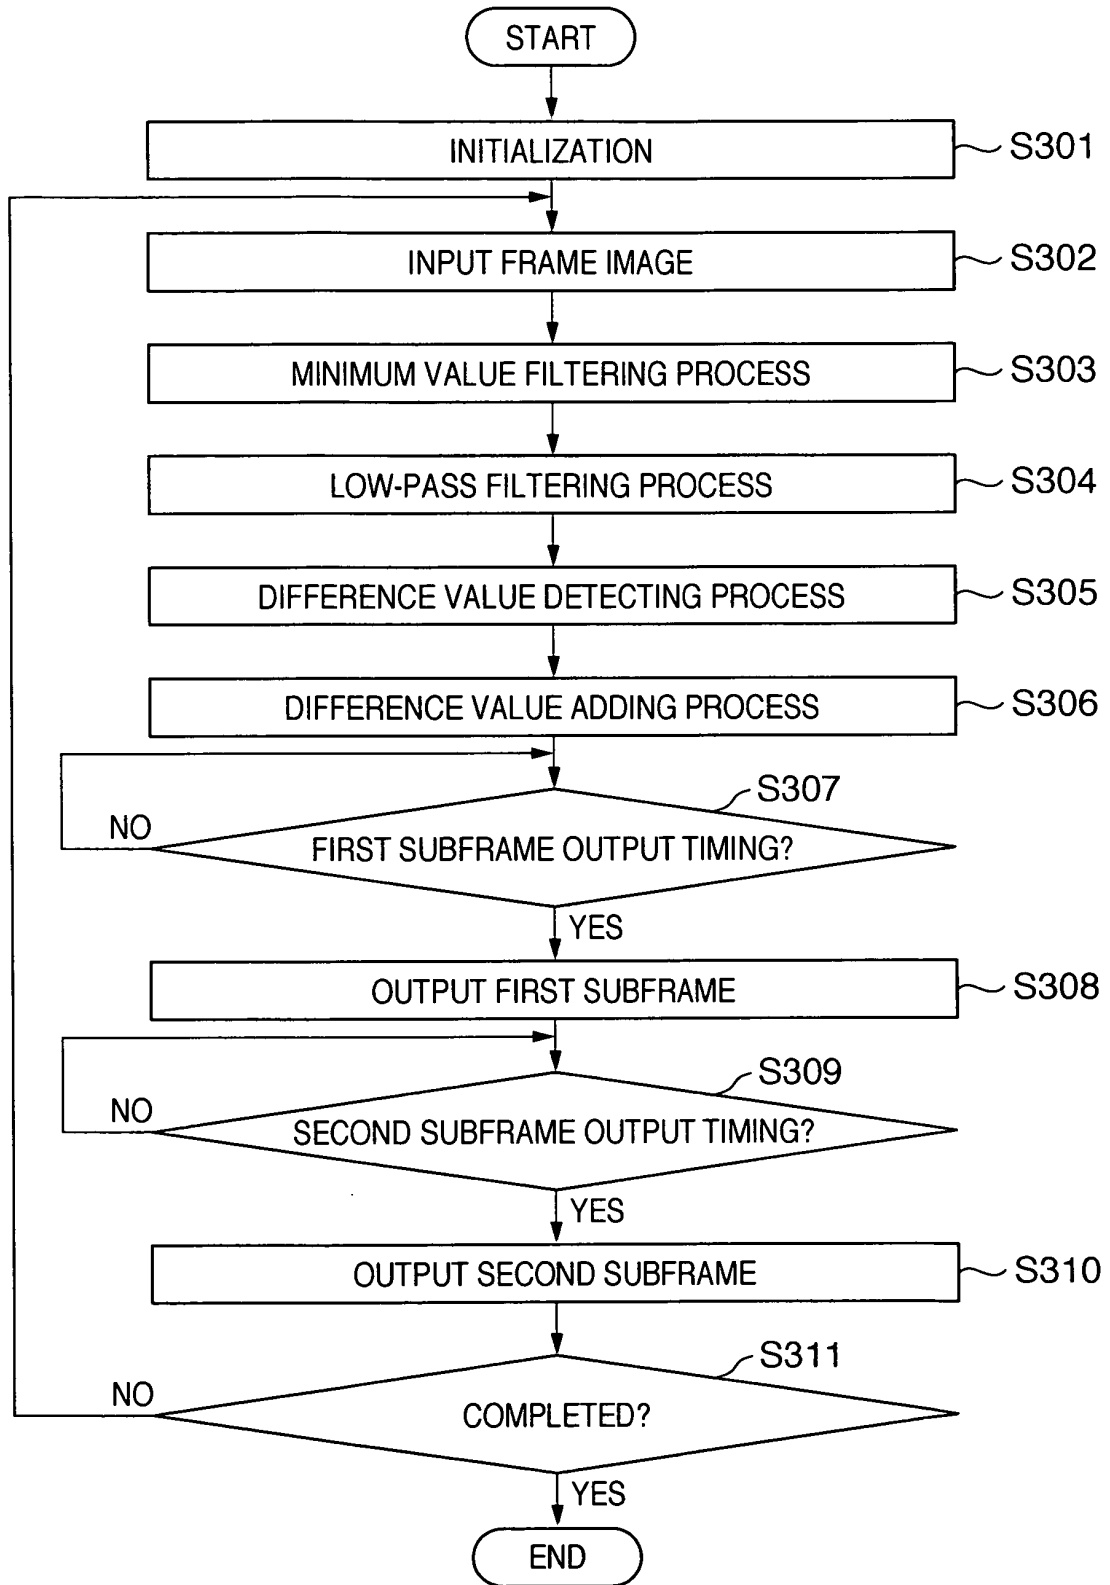 START
INITIALIZATION
S301
INPUT FRAME IMAGE
S302
MINIMUM VALUE FILTERING PROCESS
S303
LOW-PASS FILTERING PROCESS
S304
DIFFERENCE VALUE DETECTING PROCESS
S305
DIFFERENCE VALUE ADDING PROCESS
S306
S307
NO
FIRST SUBFRAME OUTPUT TIMING?
YES
OUTPUT FIRST SUBFRAME
S308
S309
NO
SECOND SUBFRAME OUTPUT TIMING?
YES
OUTPUT SECOND SUBFRAME
S310
S311
NO
COMPLETED?
YES
END